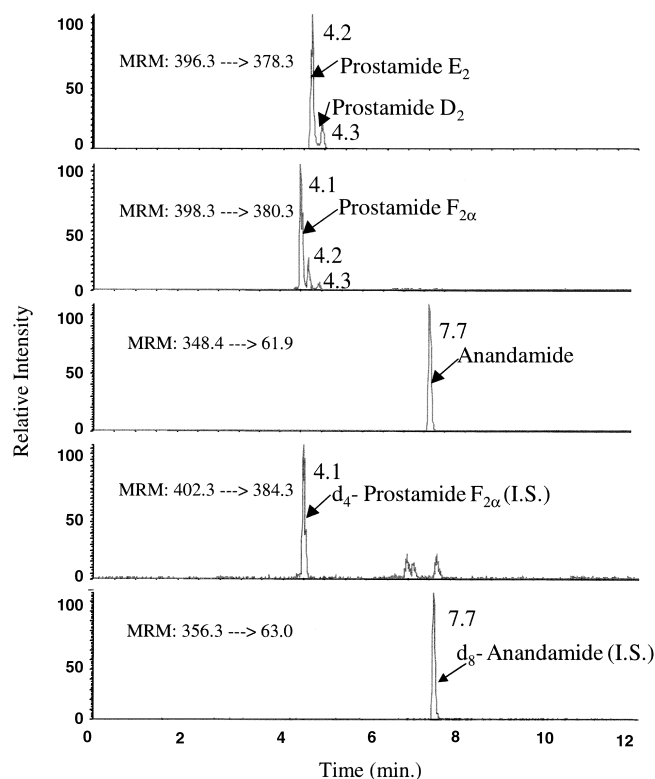 100
4.2
MRM: 396.3 ---> 378.3
Prostamide E2
50
Prostamide D2
4.3
0
100
4.1
MRM: 398.3 ---> 380.3
Prostamide F2α
50
4.2
4.3
0
100
7.7
MRM: 348.4 ---> 61.9
Anandamide
50
0
100
4.1
MRM: 402.3 ---> 384.3
d4- Prostamide F2α (I.S.)
50
0
100
7.7
MRM: 356.3 ---> 63.0
d8- Anandamide (I.S.)
50
0
Relative Intensity
0 2 4 6 8 10 12
Time (min.)